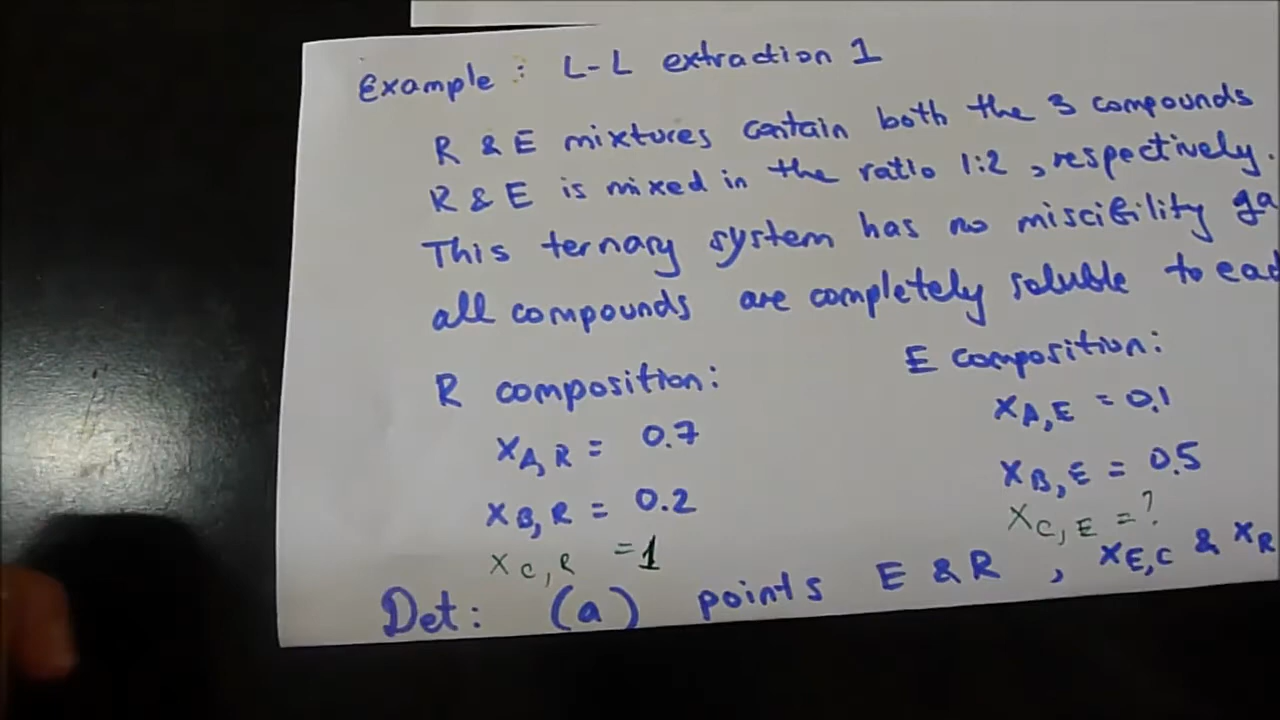 Example: L-L extraction 1
R & E mixtures contain both the 3 compounds
R & E is mixed in the ratio 1:2, respectively.
This ternary system has no miscibility ga
all compounds are completely soluble to eac
R composition:
E composition:
xA,R = 0.7
xA,E = 0,1
xB,R = 0.2
xB,E = 0.5
xC,R = 1
xC,E = ?
Det: (a) points E & R, xE,C & xR